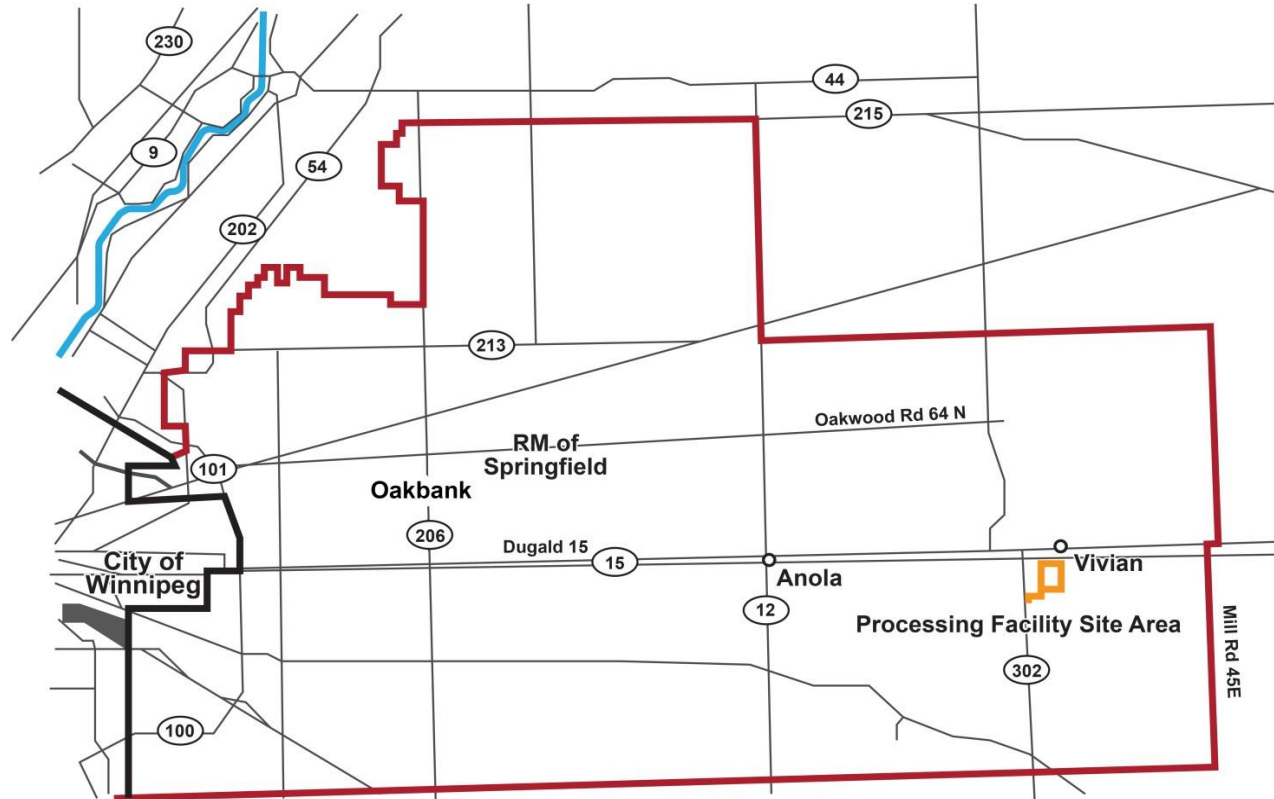 230
44
215
9
54
202
213
Oakwood Rd 64 N
RM of
Springfield
101
Oakbank
206
Dugald 15
15
City of
Winnipeg
Vivian
Anola
12
Processing Facility Site Area
302
Mill Rd 45E
100